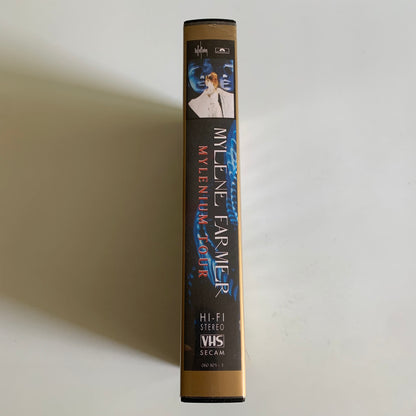 MYLENE FARMER
MYLENIUM TOUR
HI-FI
STEREO
VHS
SECAM